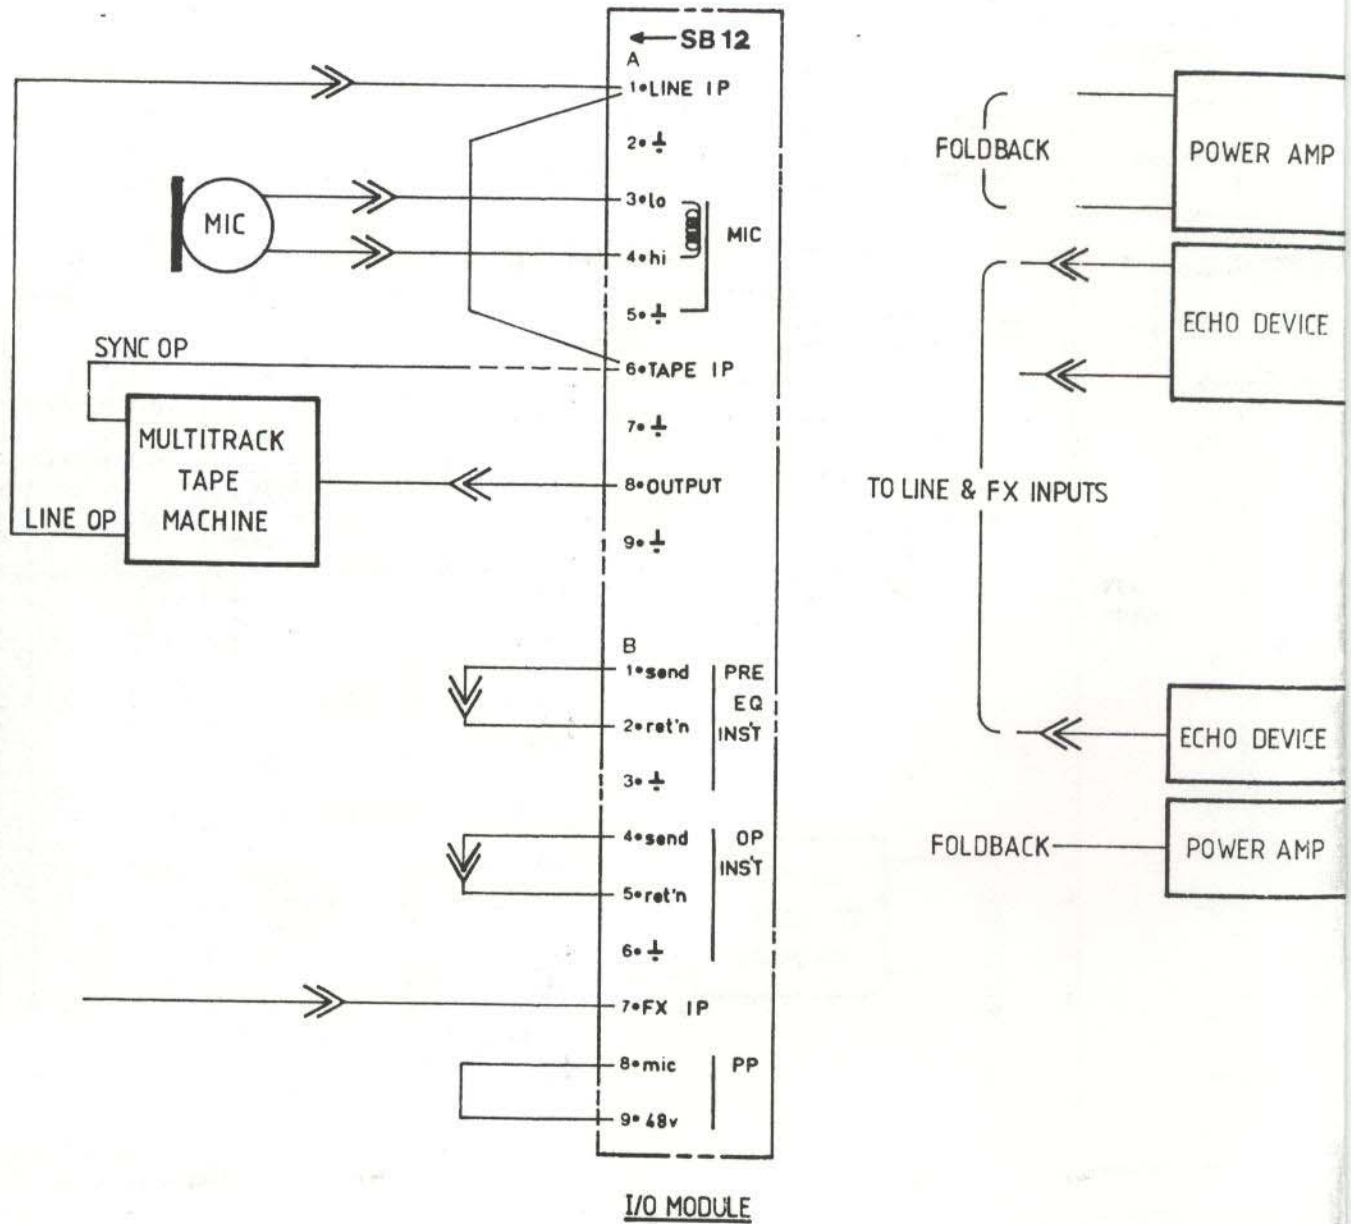 SB12
A
1•LINE IP
2•
3•lo
4•hi
MIC
5•
6•TAPE IP
7•
8•OUTPUT
9•
B
1•send
2•ret'n
PRE
EQ
INS'T
3•
4•send
OP
INS'T
5•ret'n
6•
7•FX IP
8•mic
PP
9•48v
I/O MODULE
MIC
SYNC OP
MULTITRACK
TAPE
MACHINE
LINE OP
FOLDBACK
POWER AMP
ECHO DEVICE
TO LINE & FX INPUTS
ECHO DEVICE
FOLDBACK
POWER AMP